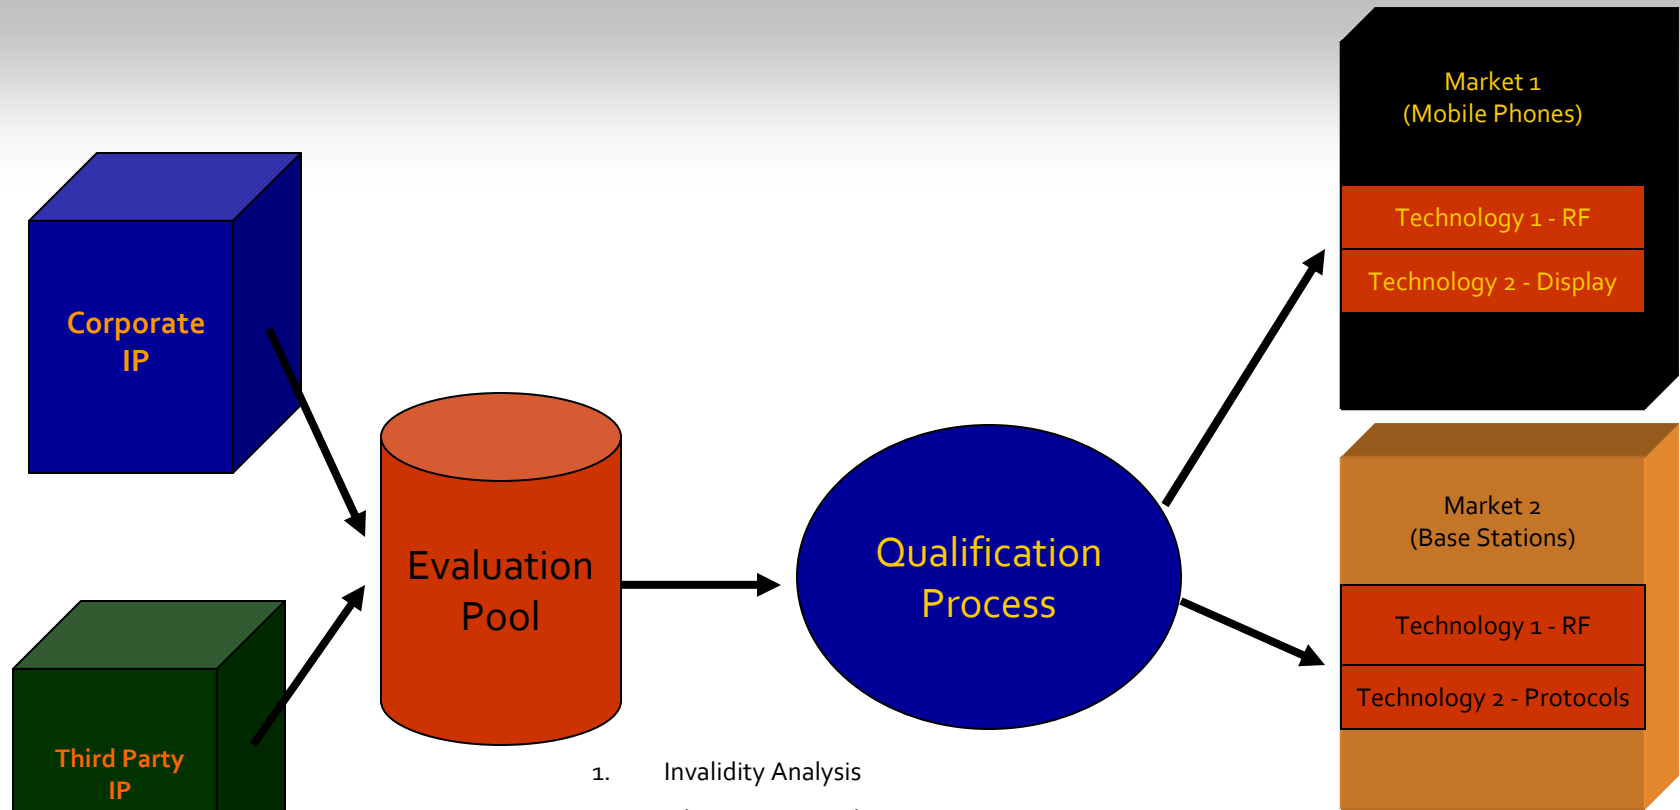 Market 1
(Mobile Phones)
Technology 1 - RF
Technology 2 - Display
Corporate
IP
Evaluation
Pool
Qualification
Process
Market 2
(Base Stations)
Technology 1 - RF
Technology 2 - Protocols
Third Party
IP
1. Invalidity Analysis